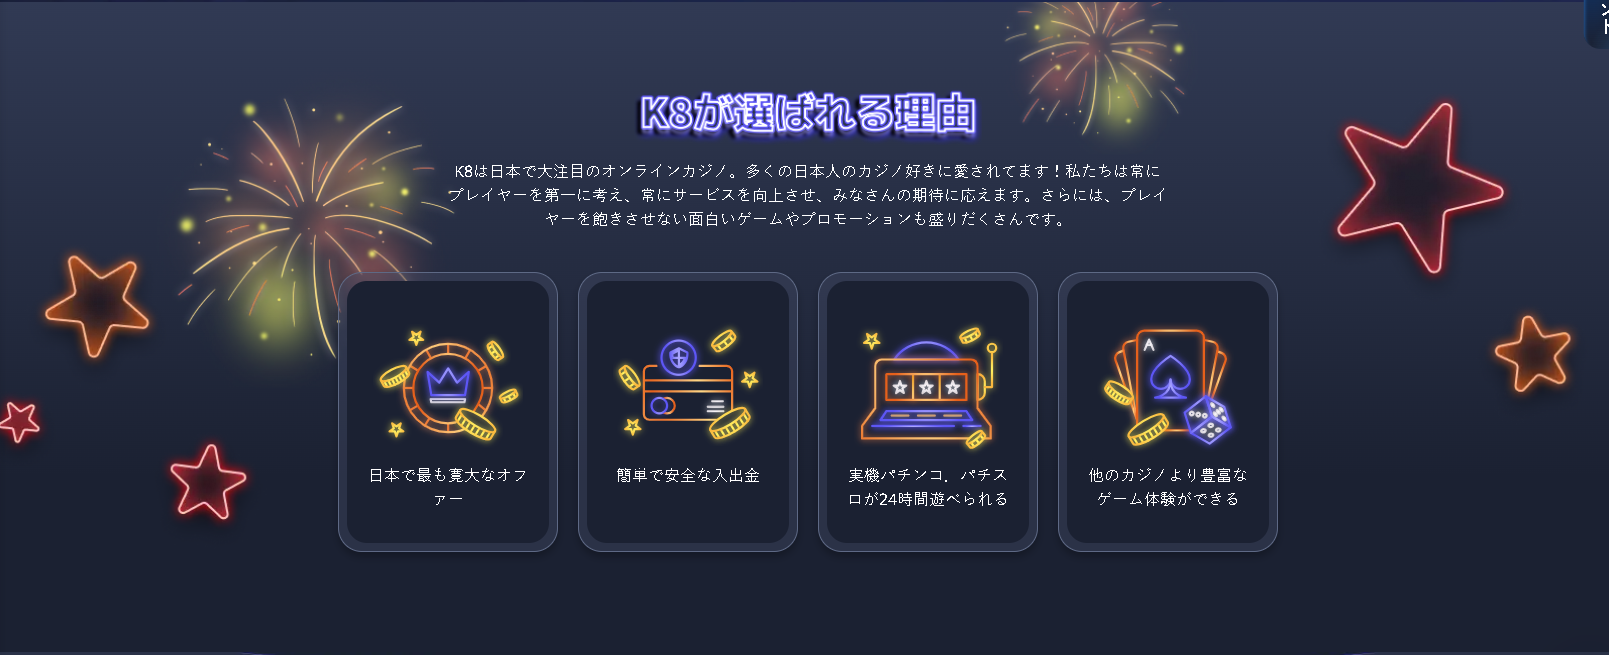 ント
K8が選ばれる理由
K8は日本で大注目のオンラインカジノ。多くの日本人のカジノ好きに愛されてます！私たちは常に
プレイヤーを第一に考え、常にサービスを向上させ、みなさんの期待に応えます。さらには、プレイ
ヤーを飽きさせない面白いゲームやプロモーションも盛りだくさんです。
A
日本で最も寛大なオフ
ァー
簡単で安全な入出金
実機パチンコ．パチス
ロが24時間遊べられる
他のカジノより豊富な
ゲーム体験ができる